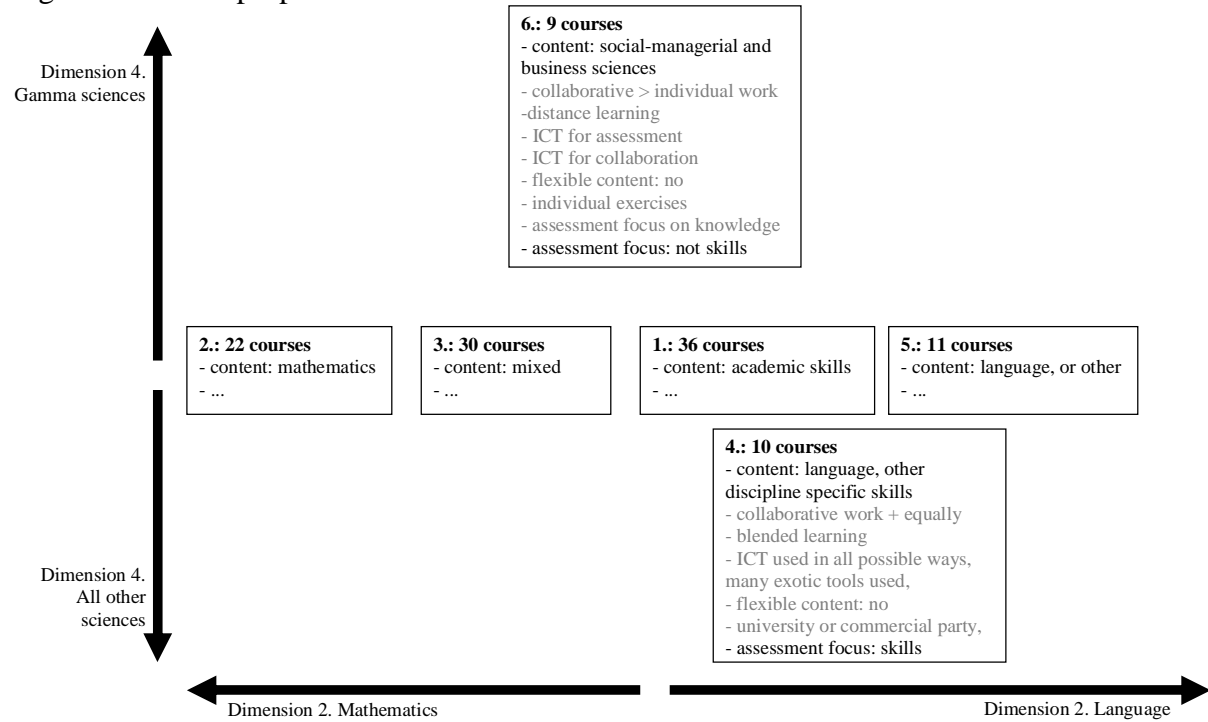 6.: 9 courses
- content: social-managerial and
business sciences
- collaborative > individual work
-distance learning
- ICT for assessment
- ICT for collaboration
- flexible content: no
- individual exercises
- assessment focus on knowledge
- assessment focus: not skills
Dimension 4.
Gamma sciences
2.: 22 courses
- content: mathematics
- ...
3.: 30 courses
- content: mixed
- ...
1.: 36 courses
- content: academic skills
- ...
5.: 11 courses
- content: language, or other
- ...
4.: 10 courses
- content: language, other
discipline specific skills
- collaborative work + equally
- blended learning
- ICT used in all possible ways,
many exotic tools used,
- flexible content: no
- university or commercial party,
- assessment focus: skills
Dimension 4.
All other
sciences
Dimension 2. Mathematics
Dimension 2. Language